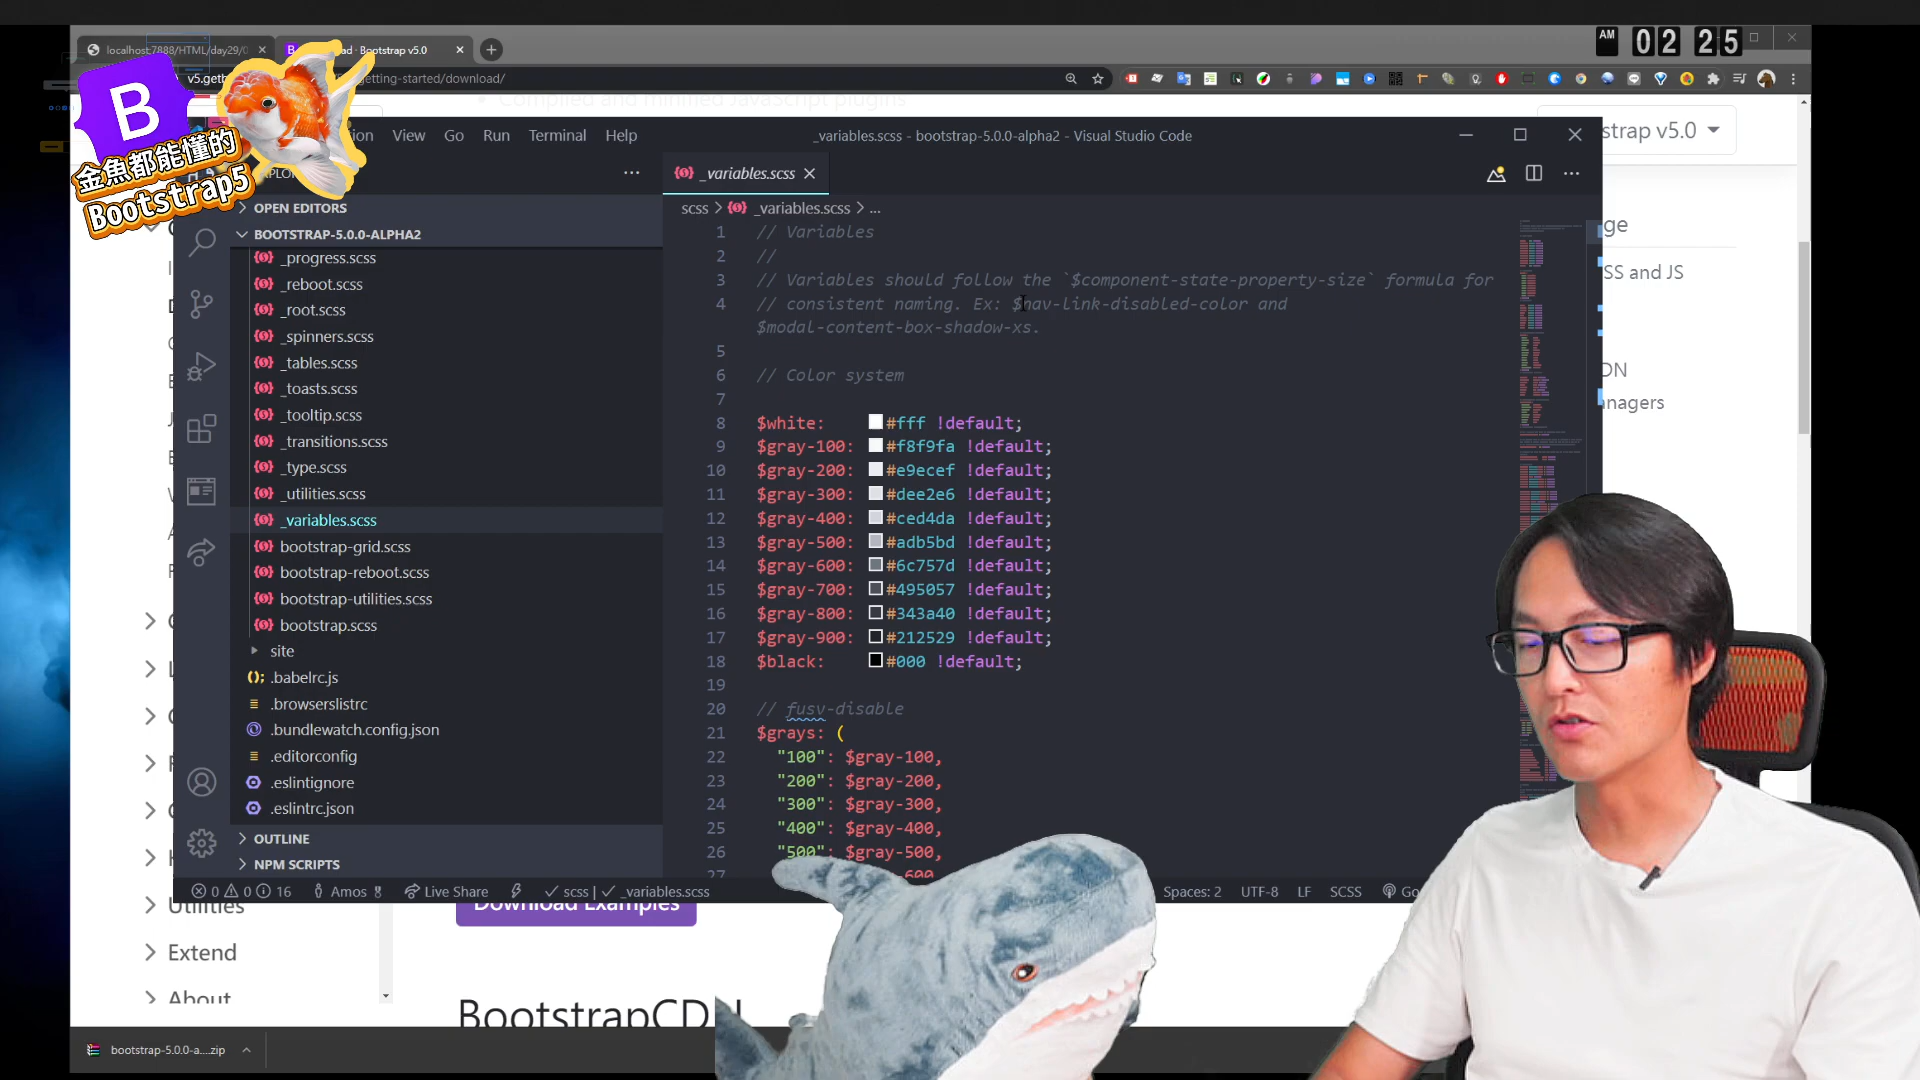 AM 02 25
localhost:7888/HTML/day29/0
ad · Bootstrap v5.0
v5.getb
getting-started/download/
Compiled and minified JavaScript plugins
金魚都能懂的
Bootstrap5
B
View Go Run Terminal Help
_variables.scss - bootstrap-5.0.0-alpha2 - Visual Studio Code
strap v5.0
_variables.scss
OPEN EDITORS
BOOTSTRAP-5.0.0-ALPHA2
_progress.scss
_reboot.scss
_root.scss
_spinners.scss
_tables.scss
_toasts.scss
_tooltip.scss
_transitions.scss
_type.scss
_utilities.scss
_variables.scss
bootstrap-grid.scss
bootstrap-reboot.scss
bootstrap-utilities.scss
bootstrap.scss
site
.babelrc.js
.browserslistrc
.bundlewatch.config.json
.editorconfig
.eslintignore
.eslintrc.json
OUTLINE
NPM SCRIPTS
scss > _variables.scss > ...
1 // Variables
2 //
3 // Variables should follow the `$component-state-property-size` formula for
4 // consistent naming. Ex: $nav-link-disabled-color and
$modal-content-box-shadow-xs.
5
6 // Color system
7
8 $white: #fff !default;
9 $gray-100: #f8f9fa !default;
10 $gray-200: #e9ecef !default;
11 $gray-300: #dee2e6 !default;
12 $gray-400: #ced4da !default;
13 $gray-500: #adb5bd !default;
14 $gray-600: #6c757d !default;
15 $gray-700: #495057 !default;
16 $gray-800: #343a40 !default;
17 $gray-900: #212529 !default;
18 $black: #000 !default;
19
20 // fusv-disable
21 $grays: (
22 "100": $gray-100,
23 "200": $gray-200,
24 "300": $gray-300,
25 "400": $gray-400,
26 "500": $gray-500,
27
ge
SS and JS
anagers
0 0 16 Amos Live Share scss | _variables.scss Spaces: 2 UTF-8 LF SCSS Go
Utilities
Extend
About
Download Examples
BootstrapCD
bootstrap-5.0.0-a....zip